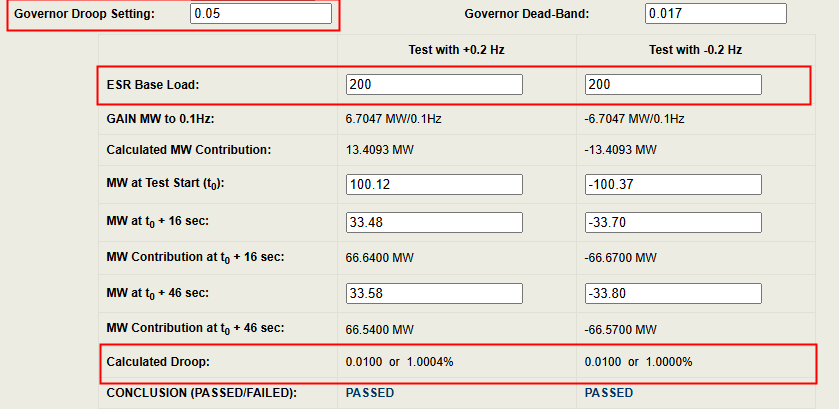 Governor Droop Setting: 0.05 Governor Dead-Band: 0.017
Test with +0.2 Hz Test with -0.2 Hz
ESR Base Load: 200 200
GAIN MW to 0.1Hz: 6.7047 MW/0.1Hz -6.7047 MW/0.1Hz
Calculated MW Contribution: 13.4093 MW -13.4093 MW
MW at Test Start (t0): 100.12 -100.37
MW at t0 + 16 sec: 33.48 -33.70
MW Contribution at t0 + 16 sec: 66.6400 MW -66.6700 MW
MW at t0 + 46 sec: 33.58 -33.80
MW Contribution at t0 + 46 sec: 66.5400 MW -66.5700 MW
Calculated Droop: 0.0100 or 1.0004% 0.0100 or 1.0000%
CONCLUSION (PASSED/FAILED): PASSED PASSED